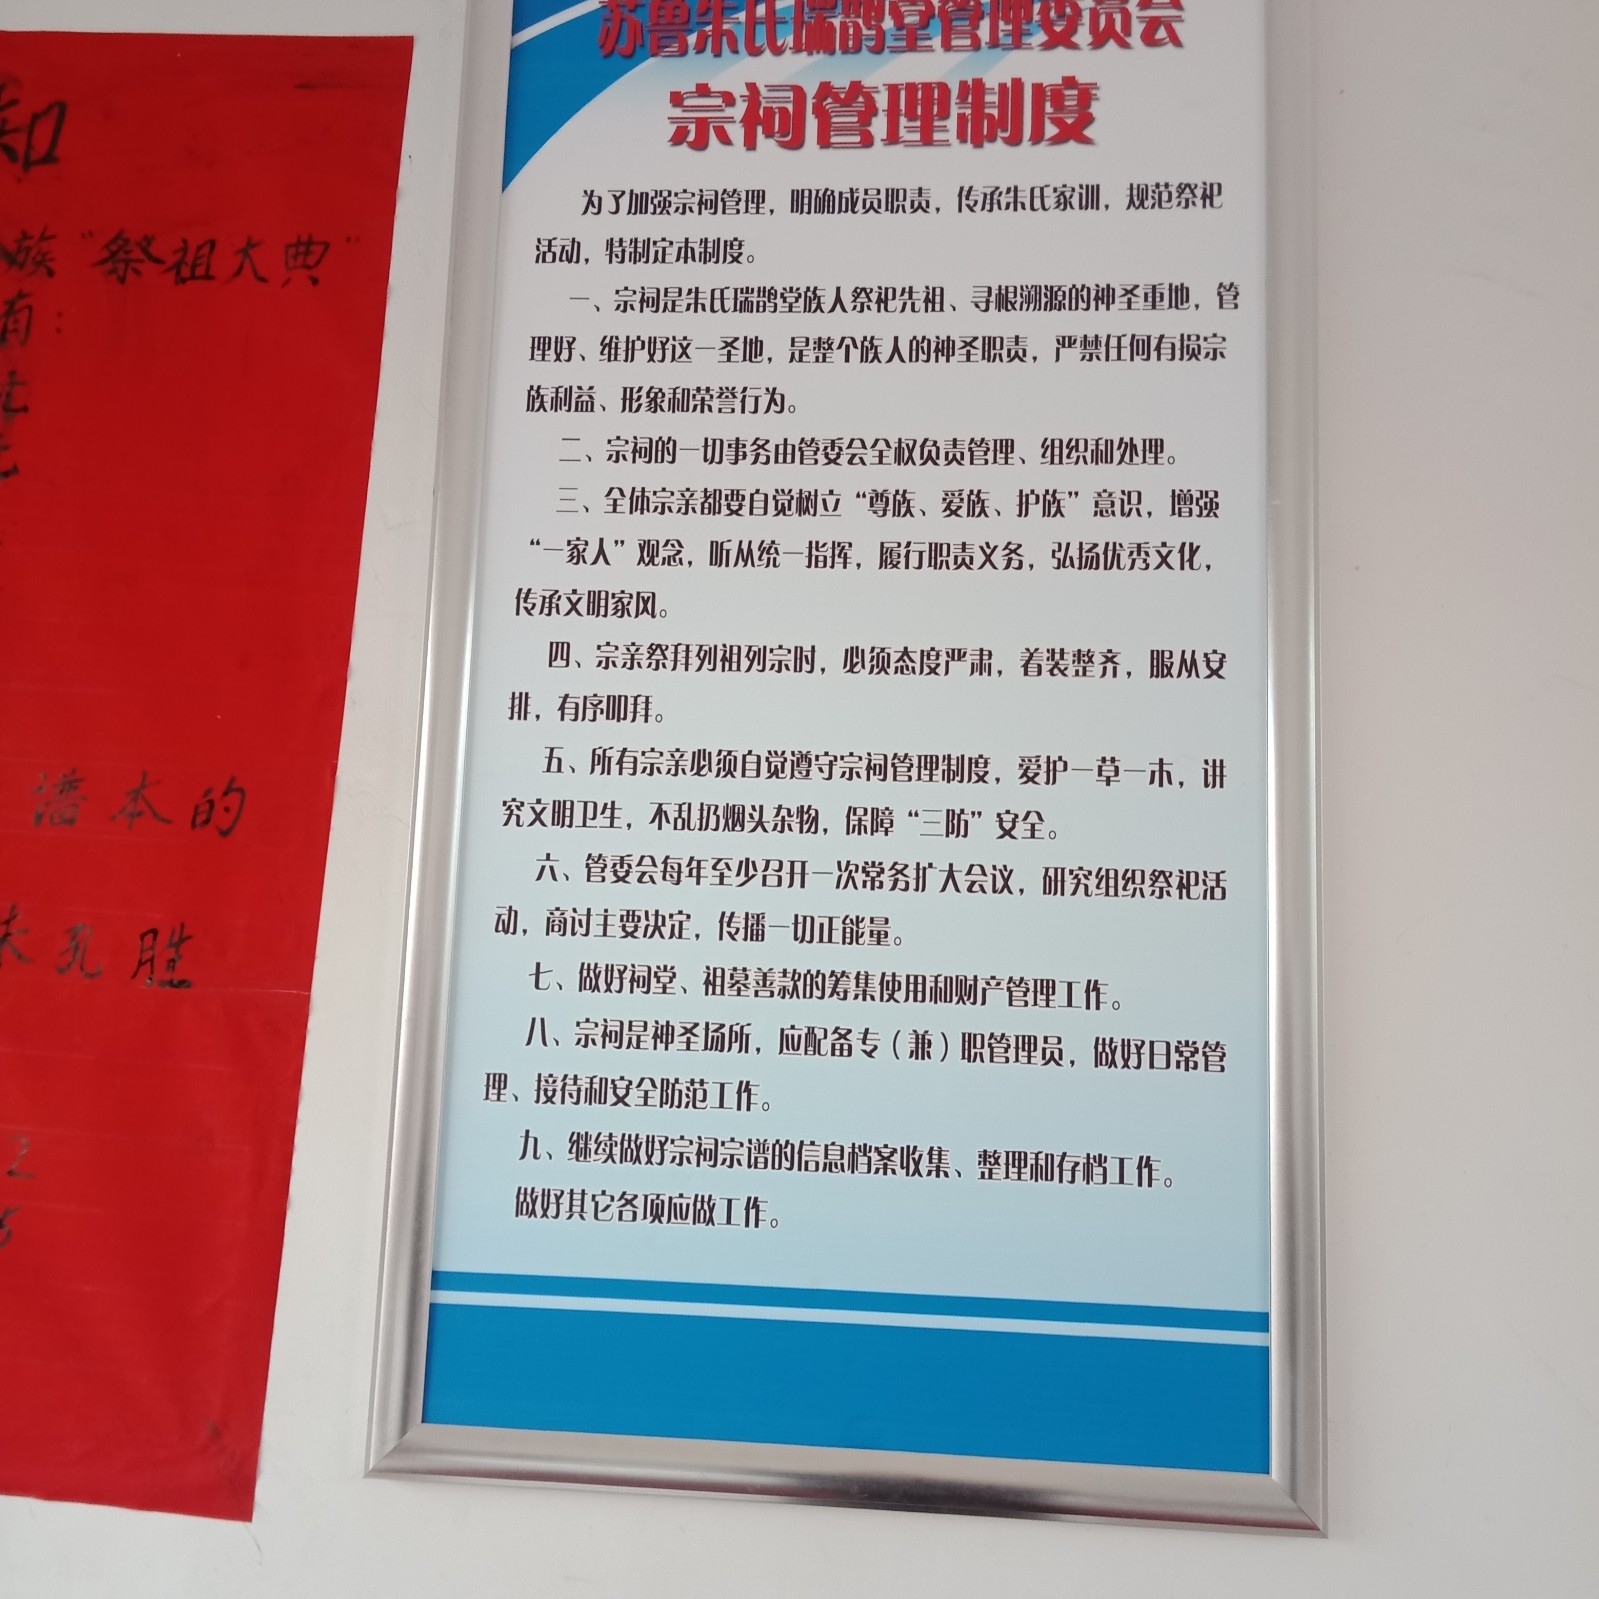 知
族“祭祖大典”
有：
潘本的
朱孔胜
2
5
苏鲁朱氏瑞鹊堂管理委员会
宗祠管理制度
为了加强宗祠管理，明确成员职责，传承朱氏家训，规范祭祀
活动，特制定本制度。
一、宗祠是朱氏瑞鹊堂族人祭祀先祖、寻根溯源的神圣重地，管
理好、维护好这一圣地，是整个族人的神圣职责，严禁任何有损宗
族利益、形象和荣誉行为。
二、宗祠的一切事务由管委会全权负责管理、组织和处理。
三、全体宗亲都要自觉树立“尊族、爱族、护族”意识，增强
“一家人”观念，听从统一指挥，履行职责义务，弘扬优秀文化，
传承文明家风。
四、宗亲祭拜列祖列宗时，必须态度严肃，着装整齐，服从安
排，有序叩拜。
五、所有宗亲必须自觉遵守宗祠管理制度，爱护一草一木，讲
究文明卫生，不乱扔烟头杂物，保障“三防”安全。
六、管委会每年至少召开一次常务扩大会议，研究组织祭祀活
动，商讨主要决定，传播一切正能量。
七、做好祠堂、祖墓善款的筹集使用和财产管理工作。
八、宗祠是神圣场所，应配备专（兼）职管理员，做好日常管
理、接待和安全防范工作。
九、继续做好宗祠宗谱的信息档案收集、整理和存档工作。
做好其它各项应做工作。